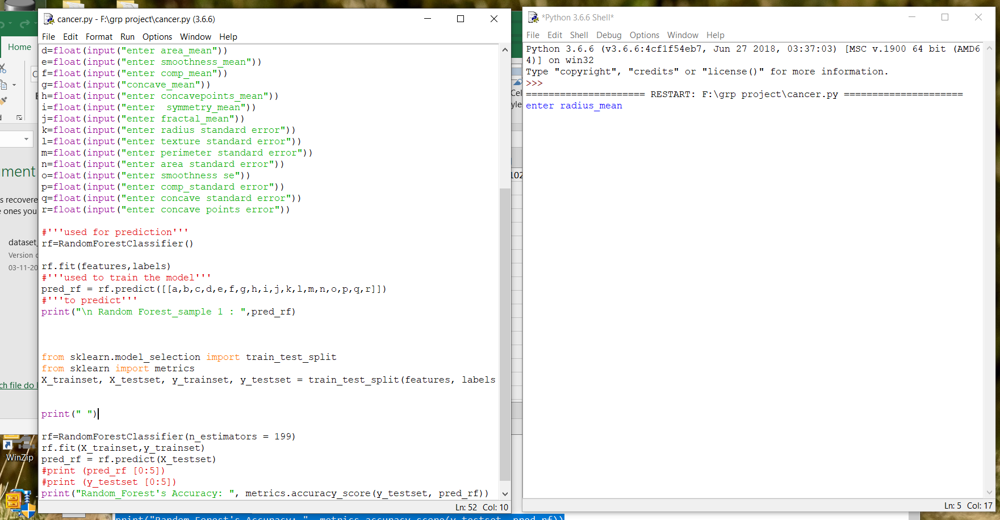 cancer.py - F:\grp project\cancer.py (3.6.6)
File Edit Format Run Options Window Help
d=float(input("enter area_mean"))
e=float(input("enter smoothness_mean"))
f=float(input("enter comp_mean"))
g=float(input("concave_mean"))
h=float(input("enter concavepoints_mean"))
i=float(input("enter  symmetry_mean"))
j=float(input("enter fractal_mean"))
k=float(input("enter radius standard error"))
l=float(input("enter texture standard error"))
m=float(input("enter perimeter standard error"))
n=float(input("enter area standard error"))
o=float(input("enter smoothness se"))
p=float(input("enter comp_standard error"))
q=float(input("enter concave standard error"))
r=float(input("enter concave points error"))
#'''used for prediction'''
rf=RandomForestClassifier()
rf.fit(features,labels)
#'''used to train the model'''
pred_rf = rf.predict([[a,b,c,d,e,f,g,h,i,j,k,l,m,n,o,p,q,r]])
#'''to predict'''
print("\n Random Forest_sample 1 : ",pred_rf)
from sklearn.model_selection import train_test_split
from sklearn import metrics
X_trainset, X_testset, y_trainset, y_testset = train_test_split(features, labels
print(" ")
rf=RandomForestClassifier(n_estimators = 199)
rf.fit(X_trainset,y_trainset)
pred_rf = rf.predict(X_testset)
#print (pred_rf [0:5])
#print (y_testset [0:5])
print("Random_Forest's Accuracy: ", metrics.accuracy_score(y_testset, pred_rf))
Ln: 52 Col: 10
*Python 3.6.6 Shell*
File Edit Shell Debug Options Window Help
Python 3.6.6 (v3.6.6:4cf1f54eb7, Jun 27 2018, 03:37:03) [MSC v.1900 64 bit (AMD6
4)] on win32
Type "copyright", "credits" or "license()" for more information.
>>>
===================== RESTART: F:\grp project\cancer.py =====================
enter radius_mean
Ln: 5 Col: 17
Home
ment
s recovere
e ones you
dataset_
Version
03-11-20
ch file do
WinZip
Cel
yle
102
print("Random_Forest's Accuracy: ", metrics.accuracy_score(y_testset, pred_rf))